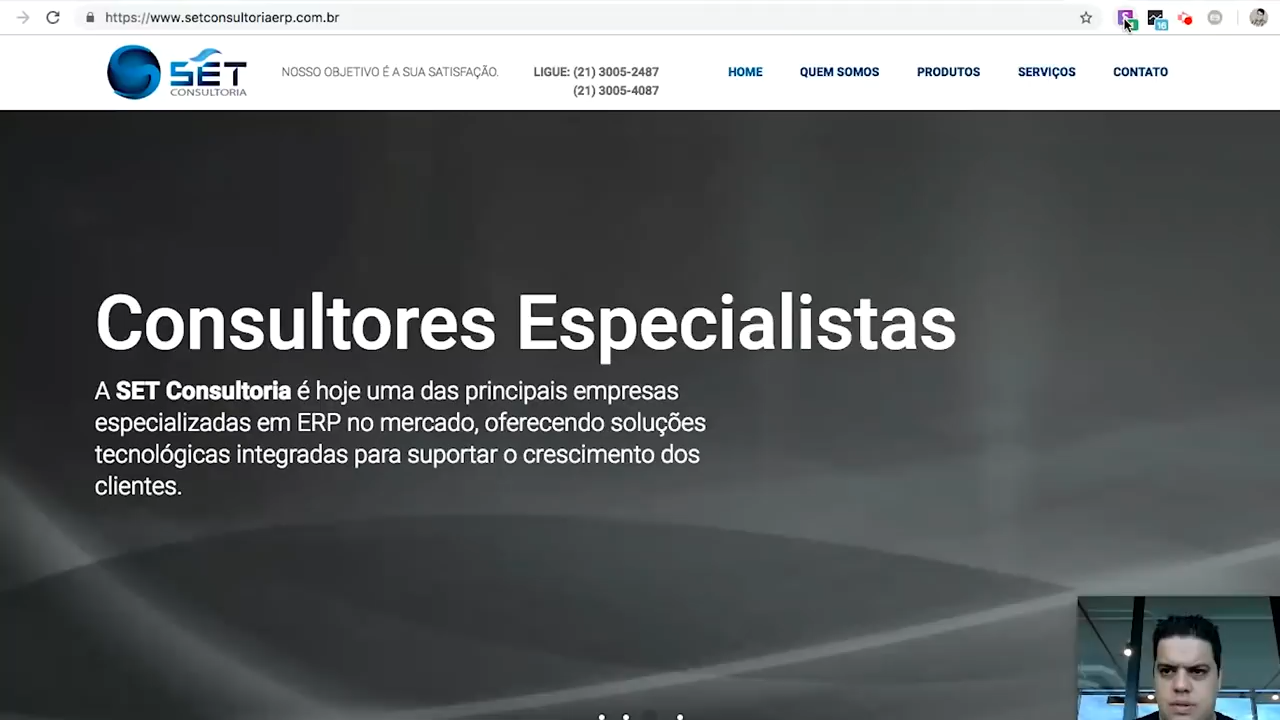 https://www.setconsultoriaerp.com.br
16
SET
CONSULTORIA
NOSSO OBJETIVO É A SUA SATISFAÇÃO.
LIGUE: (21) 3005-2487
(21) 3005-4087
HOME
QUEM SOMOS
PRODUTOS
SERVIÇOS
CONTATO
Consultores Especialistas
A SET Consultoria é hoje uma das principais empresas
especializadas em ERP no mercado, oferecendo soluções
tecnológicas integradas para suportar o crescimento dos
clientes.